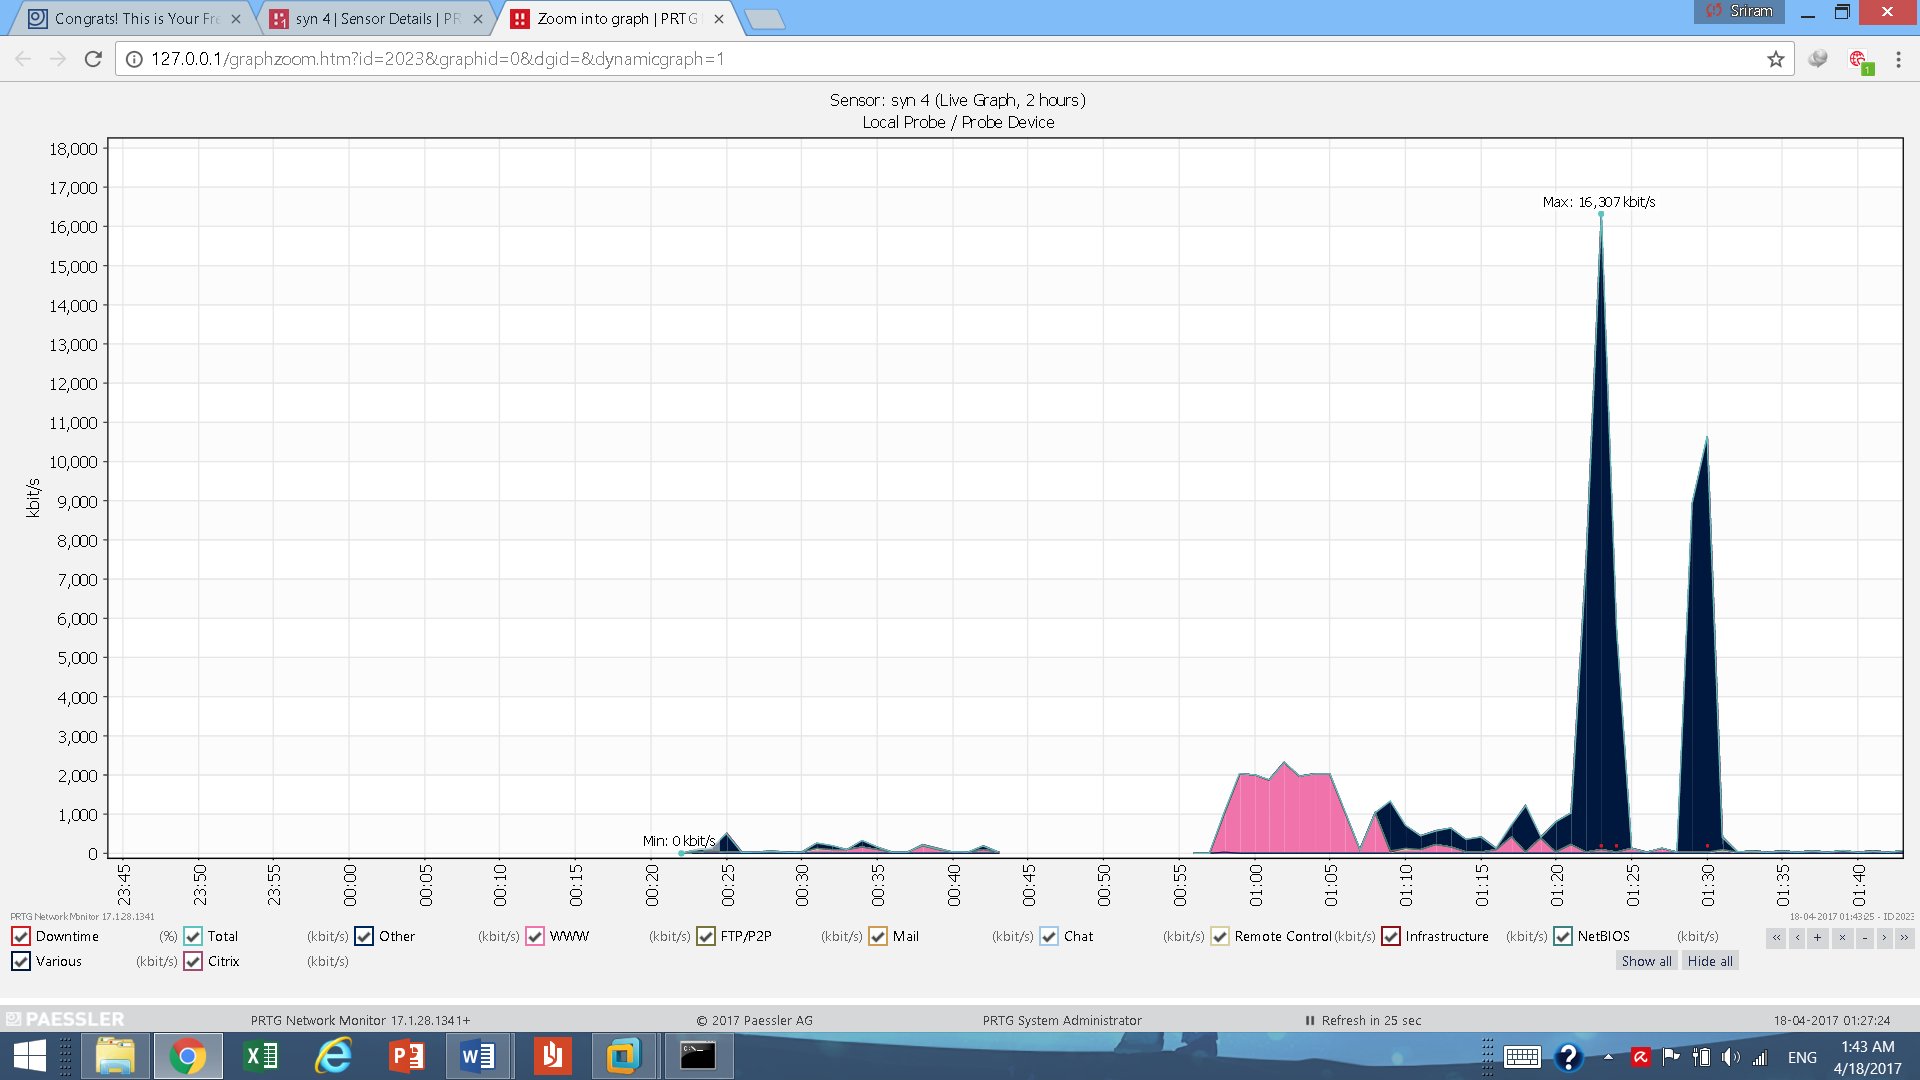 Congrats! This is Your Fre
syn 4 | Sensor Details | PR
Zoom into graph | PRTG
Sriram
127.0.0.1/graphzoom.htm?id=2023&graphid=0&dgid=&dynamicgraph=1
1
Sensor: syn 4 (Live Graph, 2 hours)
Local Probe / Probe Device
18,000
17,000
16,000
15,000
14,000
13,000
12,000
11,000
10,000
9,000
8,000
7,000
6,000
5,000
4,000
3,000
2,000
1,000
0
kbit/s
Max: 16,307 kbit/s
Min: 0 kbit/s
23:45
23:50
23:55
00:00
00:05
00:10
00:15
00:20
00:25
00:30
00:35
00:40
00:45
00:50
00:55
01:00
01:05
01:10
01:15
01:20
01:25
01:30
01:35
01:40
PRTG Network Monitor 17.1.28.1341
18-04-2017 01:43:25 - ID 2023
Downtime (%) Total (kbit/s) Other (kbit/s) WWW (kbit/s) FTP/P2P (kbit/s) Mail (kbit/s) Chat (kbit/s) Remote Control (kbit/s) Infrastructure (kbit/s) NetBIOS (kbit/s)
Various (kbit/s) Citrix (kbit/s)
Show all Hide all
PAESSLER PRTG Network Monitor 17.1.28.1341+ © 2017 Paessler AG PRTG System Administrator Refresh in 25 sec 18-04-2017 01:27:24
ENG
1:43 AM
4/18/2017